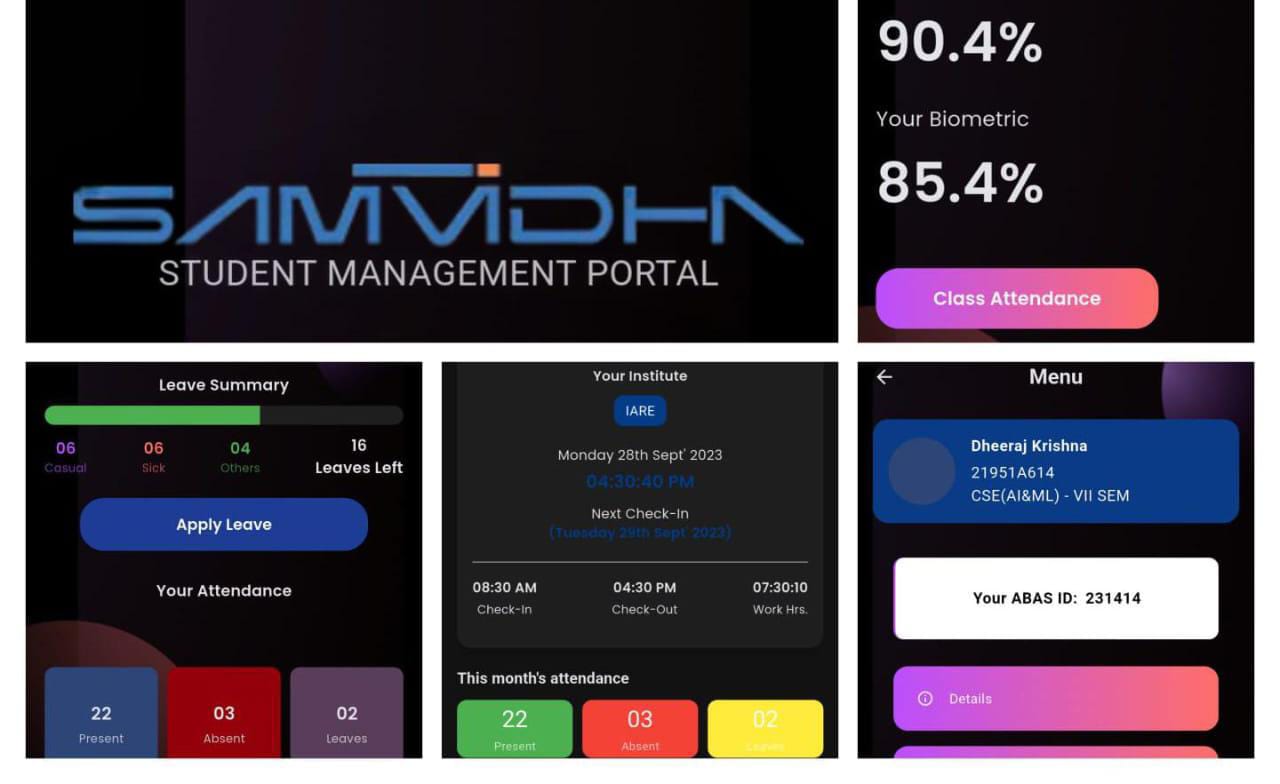 SAMVIDHA
STUDENT MANAGEMENT PORTAL
90.4%
Your Biometric
85.4%
Class Attendance
Leave Summary
06 06 04 16
Casual Sick Others Leaves Left
Apply Leave
Your Attendance
22 03 02
Present Absent Leaves
Your Institute
IARE
Monday 28th Sept' 2023
04:30:40 PM
Next Check-In
(Tuesday 29th Sept' 2023)
08:30 AM 04:30 PM 07:30:10
Check-In Check-Out Work Hrs.
This month's attendance
22 03 02
Present Absent Leaves
Menu
Dheeraj Krishna
21951A614
CSE(AI&ML) - VII SEM
Your ABAS ID: 231414
Details